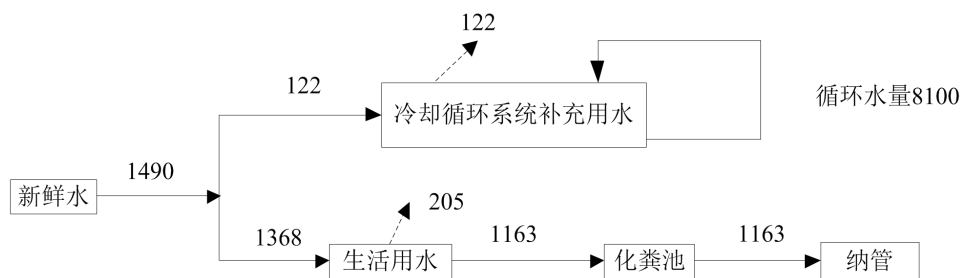 122
122
冷却循环系统补充用水
循环水量8100
1490
新鲜水
205
1368
生活用水
1163
化粪池
1163
纳管